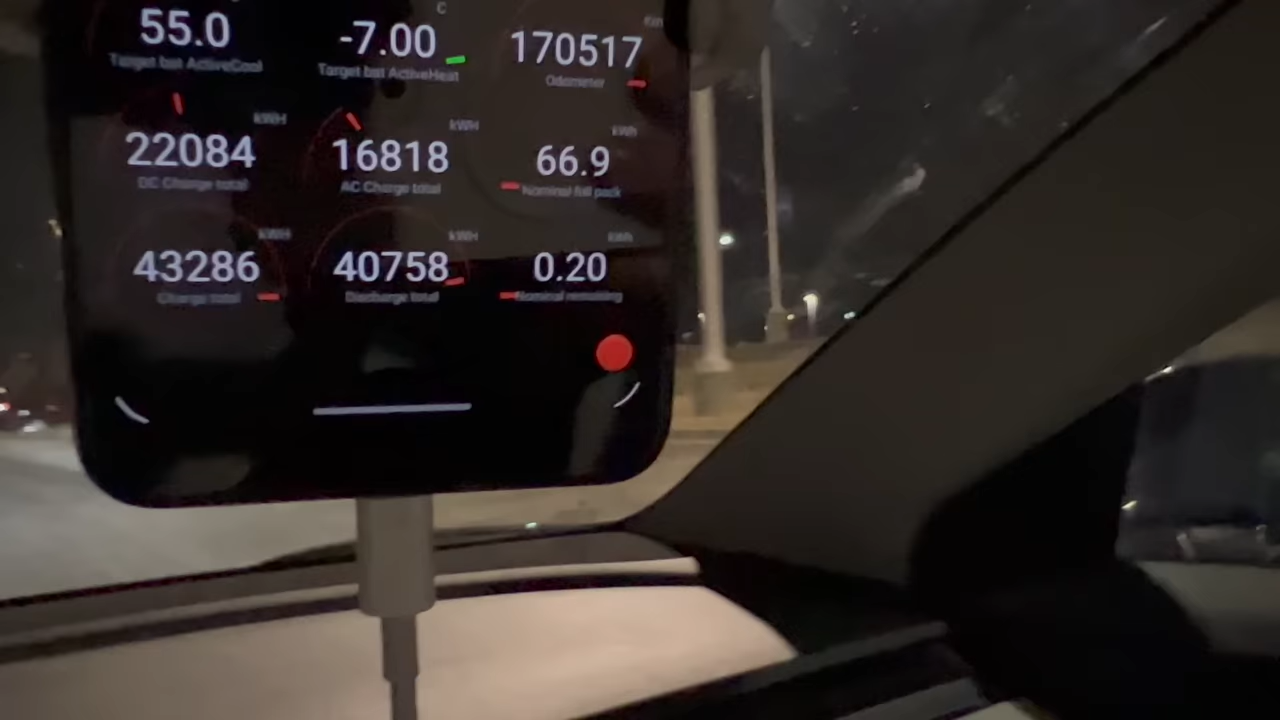 C Km
55.0 -7.00 170517
Target bat ActiveCool Target bat ActiveHeat Odometer
kWH kWH kWh
22084 16818 66.9
DC Charge total AC Charge total Nominal full pack
kWH kWH kWh
43286 40758 0.20
Charge total Discharge total Nominal remaining